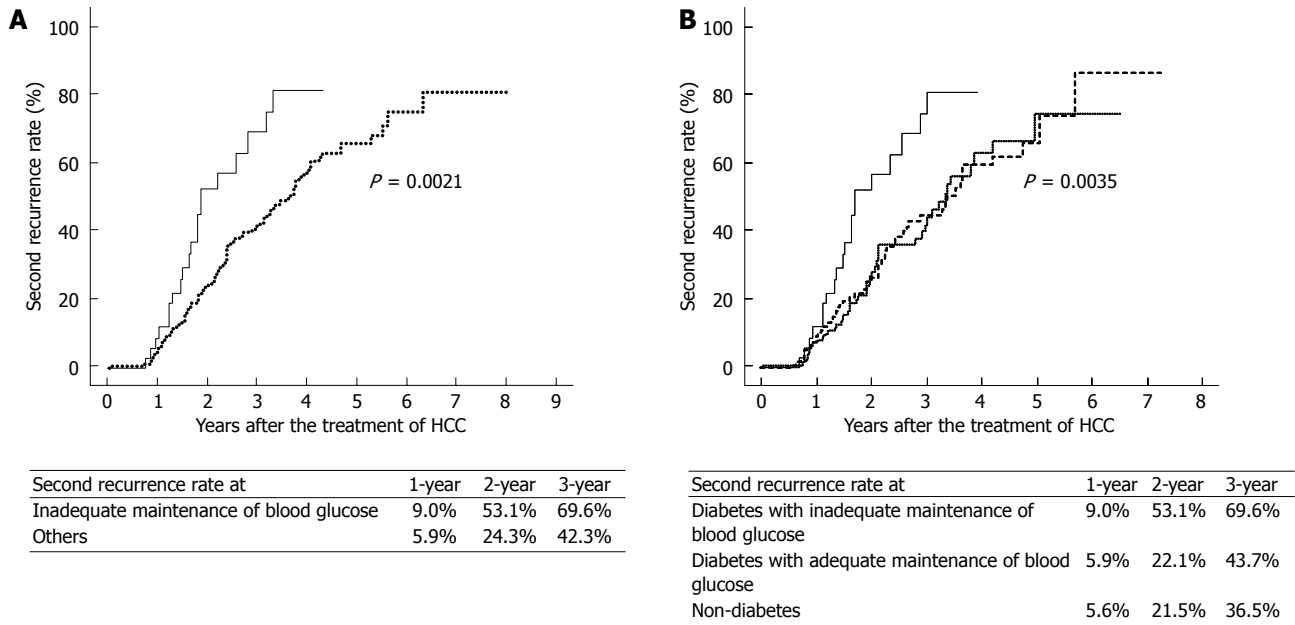 A
100
80
60
40
20
0
Second recurrence rate (%)
P = 0.0021
0 1 2 3 4 5 6 7 8 9
Years after the treatment of HCC
Second recurrence rate at 1-year 2-year 3-year
Inadequate maintenance of blood glucose 9.0% 53.1% 69.6%
Others 5.9% 24.3% 42.3%
B
100
80
60
40
20
0
Second recurrence rate (%)
P = 0.0035
0 1 2 3 4 5 6 7 8
Years after the treatment of HCC
Second recurrence rate at 1-year 2-year 3-year
Diabetes with inadequate maintenance of 9.0% 53.1% 69.6%
blood glucose
Diabetes with adequate maintenance of blood 5.9% 22.1% 43.7%
glucose
Non-diabetes 5.6% 21.5% 36.5%